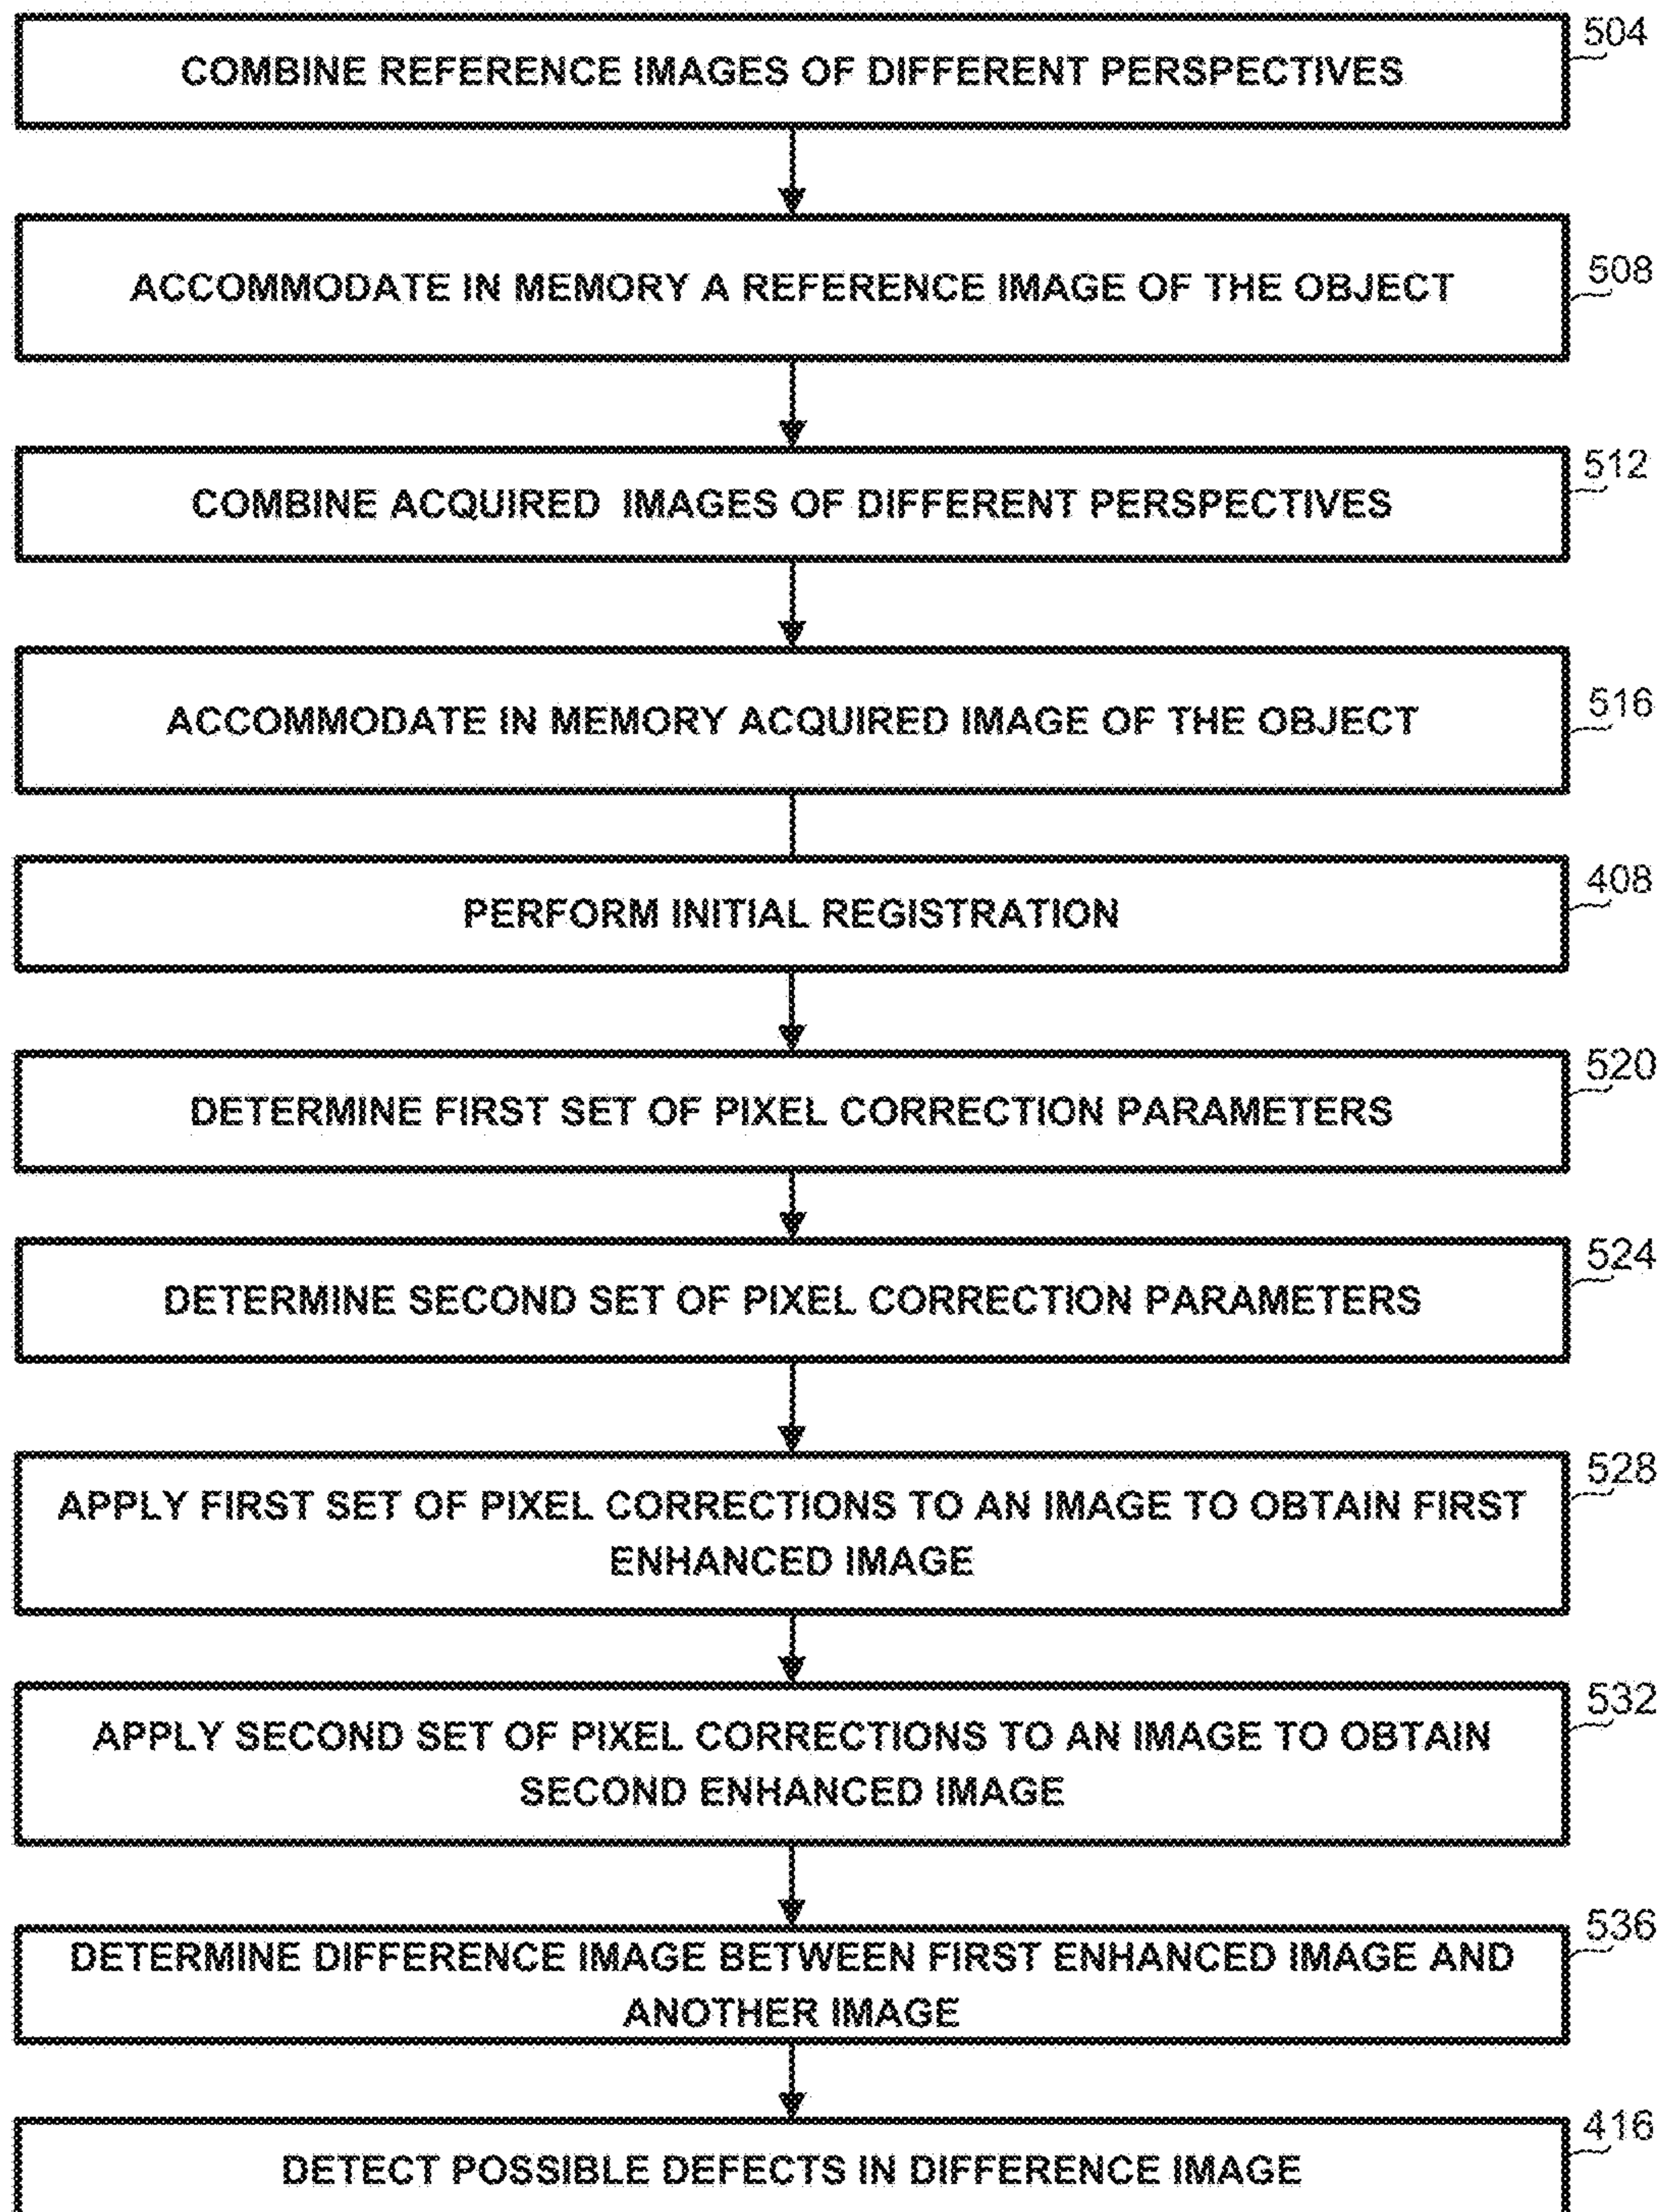 504
COMBINE REFERENCE IMAGES OF DIFFERENT PERSPECTIVES
508
ACCOMMODATE IN MEMORY A REFERENCE IMAGE OF THE OBJECT
512
COMBINE ACQUIRED IMAGES OF DIFFERENT PERSPECTIVES
516
ACCOMMODATE IN MEMORY ACQUIRED IMAGE OF THE OBJECT
408
PERFORM INITIAL REGISTRATION
520
DETERMINE FIRST SET OF PIXEL CORRECTION PARAMETERS
524
DETERMINE SECOND SET OF PIXEL CORRECTION PARAMETERS
528
APPLY FIRST SET OF PIXEL CORRECTIONS TO AN IMAGE TO OBTAIN FIRST
ENHANCED IMAGE
532
APPLY SECOND SET OF PIXEL CORRECTIONS TO AN IMAGE TO OBTAIN
SECOND ENHANCED IMAGE
536
DETERMINE DIFFERENCE IMAGE BETWEEN FIRST ENHANCED IMAGE AND
ANOTHER IMAGE
416
DETECT POSSIBLE DEFECTS IN DIFFERENCE IMAGE